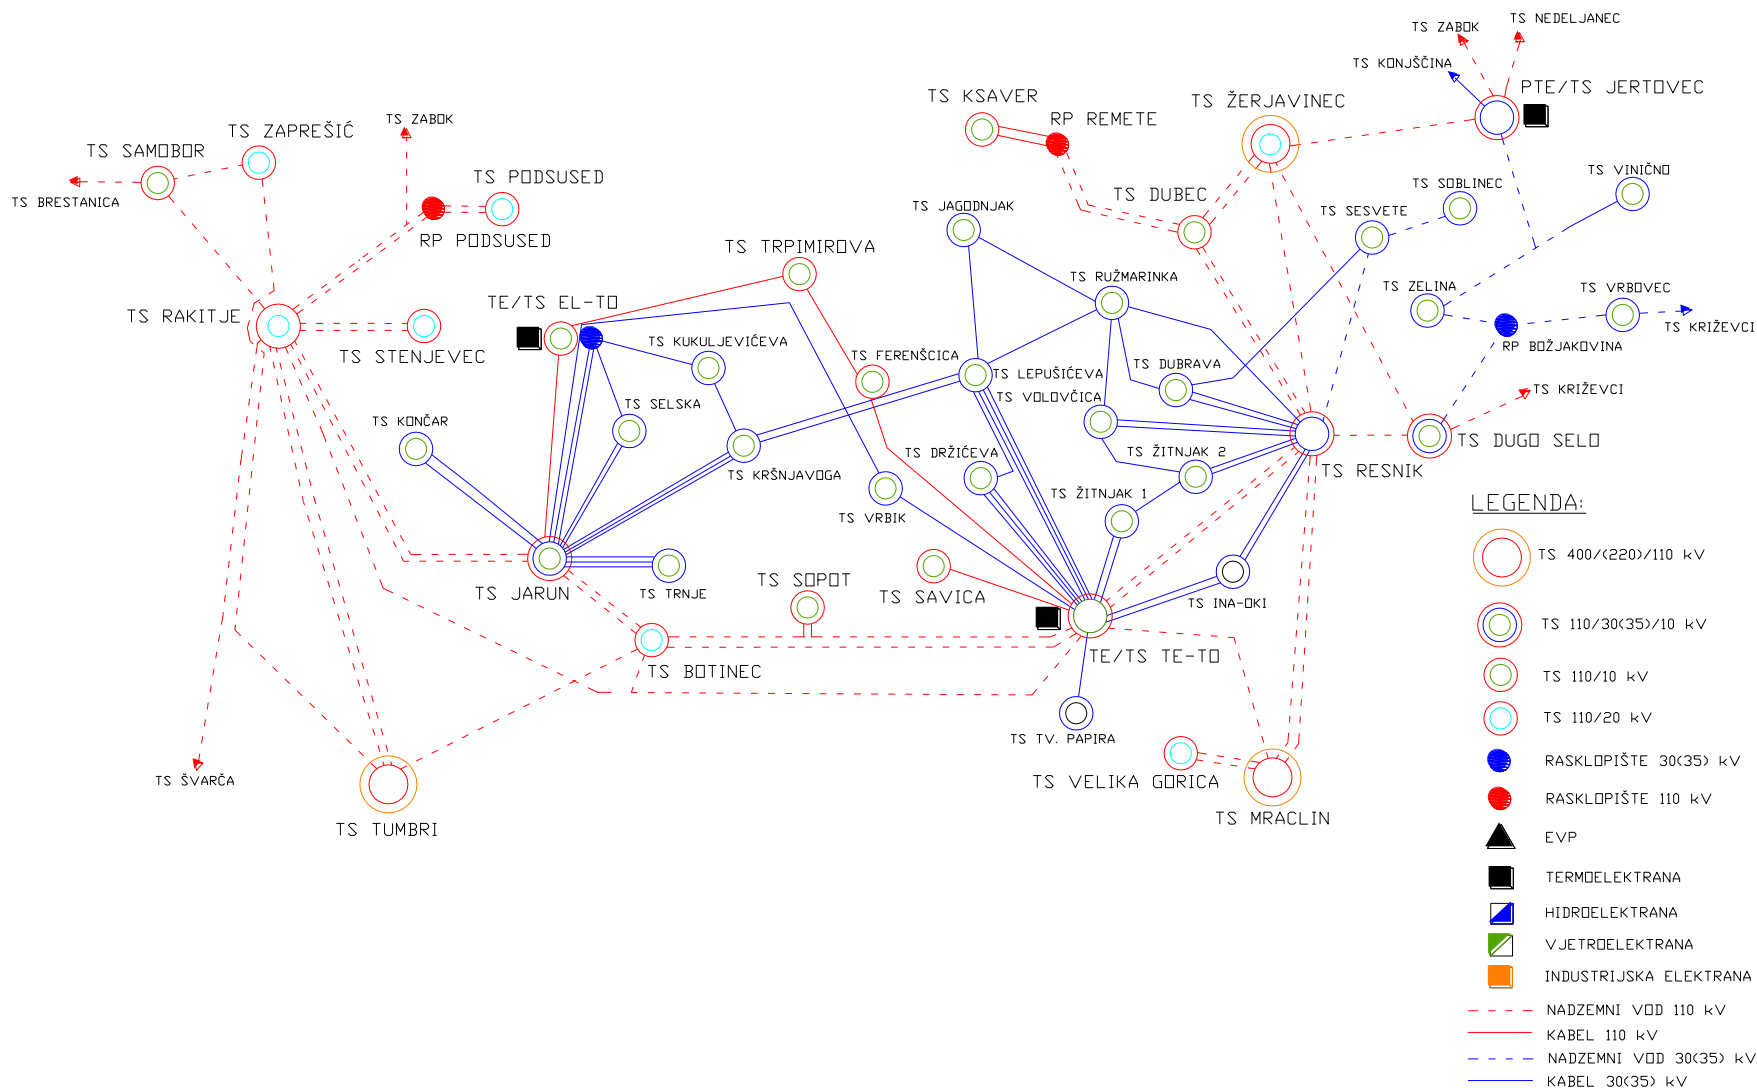 TS ZABOK
TS NEDELJANEC
TS KONJŠČINA
PTE/TS JERTOVEC
TS KSAVER
TS ŽERJAVINEC
RP REMETE
TS ZABOK
TS ZAPREŠIĆ
TS SAMOBOR
TS BRESTANICA
TS PODSUSED
RP PODSUSED
TS DUBEC
TS SOBLINEC
TS VINIČNO
TS JAGODNJAK
TS SESVETE
TS TRPIMIROVA
TS RUŽMARINKA
TS ZELINA
TS VRBOVEC
TS RAKITJE
TE/TS EL-TO
TS KRIŽEVCI
TS STENJEVEC
TS KUKULJEVIĆEVA
TS FERENŠCICA
TS DUBRAVA
RP BOŽJAKOVINA
TS LEPUŠIĆEVA
TS VOLOVČICA
TS KRIŽEVCI
TS SELSKA
TS KONČAR
TS DUGO SELO
TS DRŽIĆEVA
TS ŽITNJAK 2
TS RESNIK
TS KRŠNJAVOGA
TS ŽITNJAK 1
TS VRBIK
TS SOPOT
TS SAVICA
TS JARUN
TS TRNJE
TS INA-OKI
TS BOTINEC
TE/TS TE-TO
TS TV. PAPIRA
TS ŠVARČA
TS VELIKA GORICA
TS TUMBRI
TS MRACLIN
LEGENDA:
TS 400/(220)/110 kV
TS 110/30(35)/10 kV
TS 110/10 kV
TS 110/20 kV
RASKLOPIŠTE 30(35) kV
RASKLOPIŠTE 110 kV
EVP
TERMOELEKTRANA
HIDROELEKTRANA
VJETROELEKTRANA
INDUSTRIJSKA ELEKTRANA
NADZEMNI VOD 110 kV
KABEL 110 kV
NADZEMNI VOD 30(35) kV
KABEL 30(35) kV